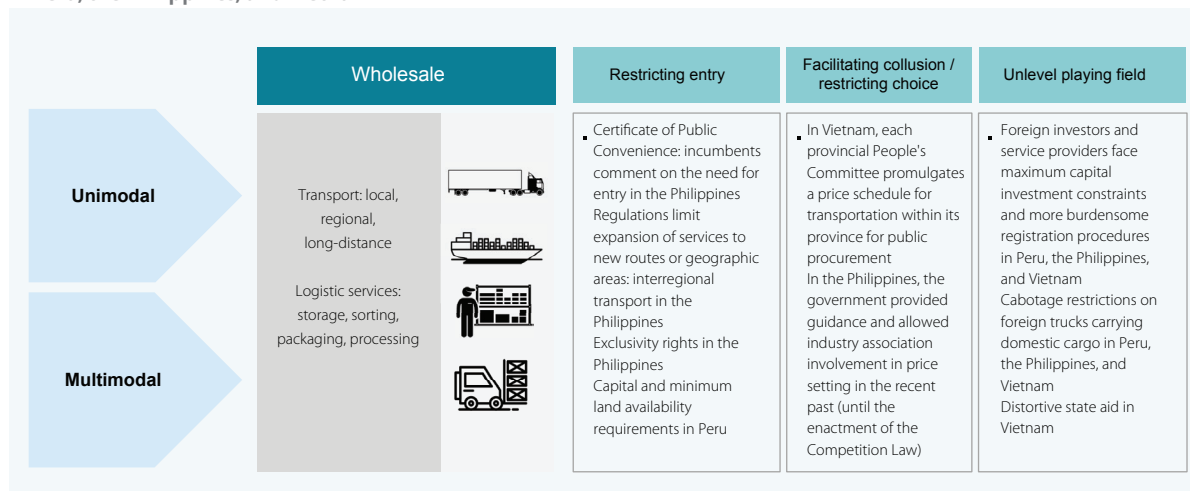 Wholesale
Restricting entry
Facilitating collusion /
restricting choice
Unlevel playing field
Unimodal
Multimodal
Transport: local,
regional,
long-distance
Logistic services:
storage, sorting,
packaging, processing
▪ Certificate of Public
Convenience: incumbents
comment on the need for
entry in the Philippines
Regulations limit
expansion of services to
new routes or geographic
areas: interregional
transport in the
Philippines
Exclusivity rights in the
Philippines
Capital and minimum
land availability
requirements in Peru
▪ In Vietnam, each
provincial People's
Committee promulgates
a price schedule for
transportation within its
province for public
procurement
In the Philippines, the
government provided
guidance and allowed
industry association
involvement in price
setting in the recent
past (until the
enactment of the
Competition Law)
▪ Foreign investors and
service providers face
maximum capital
investment constraints
and more burdensome
registration procedures
in Peru, the Philippines,
and Vietnam
Cabotage restrictions on
foreign trucks carrying
domestic cargo in Peru,
the Philippines, and
Vietnam
Distortive state aid in
Vietnam